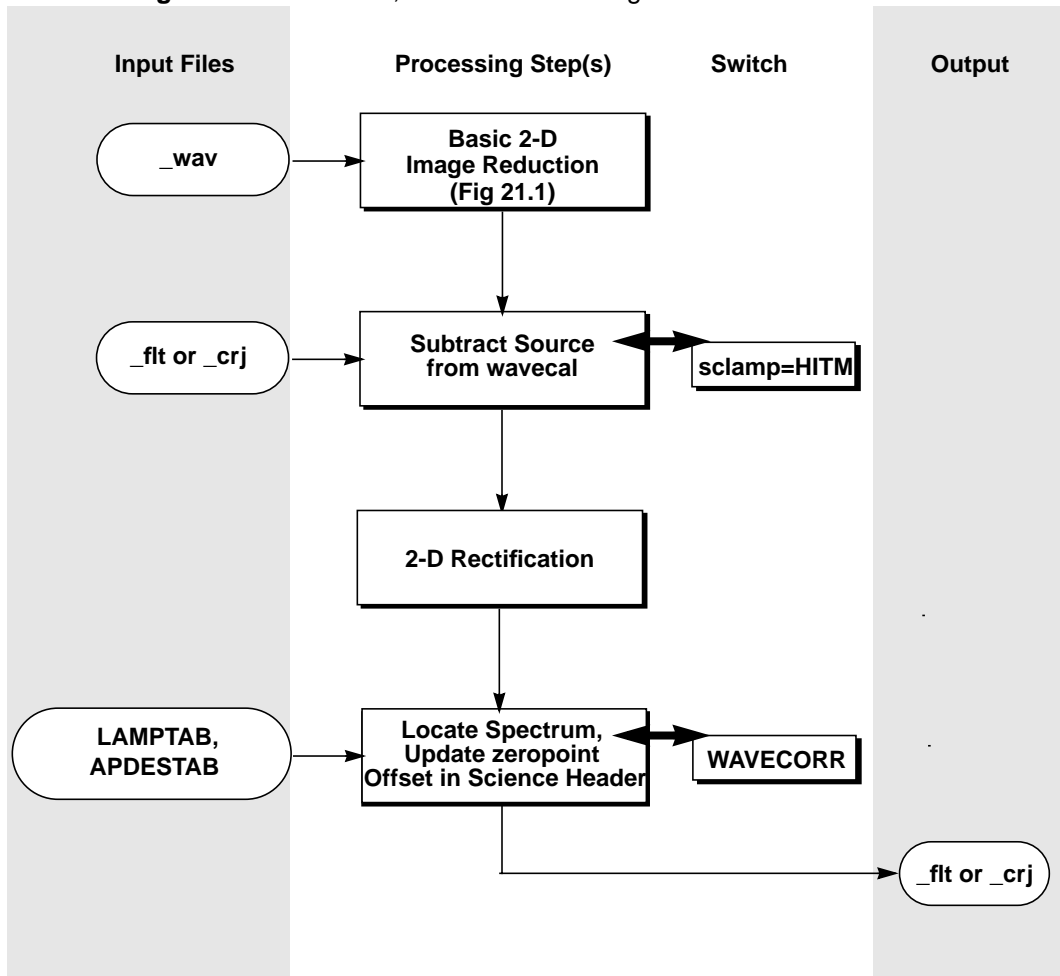 Input Files Processing Step(s) Switch Output
_wav
Basic 2-D
Image Reduction
(Fig 21.1)
_flt or _crj
Subtract Source
from wavecal
sclamp=HITM
2-D Rectification
LAMPTAB,
APDESTAB
Locate Spectrum,
Update zeropoint
Offset in Science Header
WAVECORR
_flt or _crj